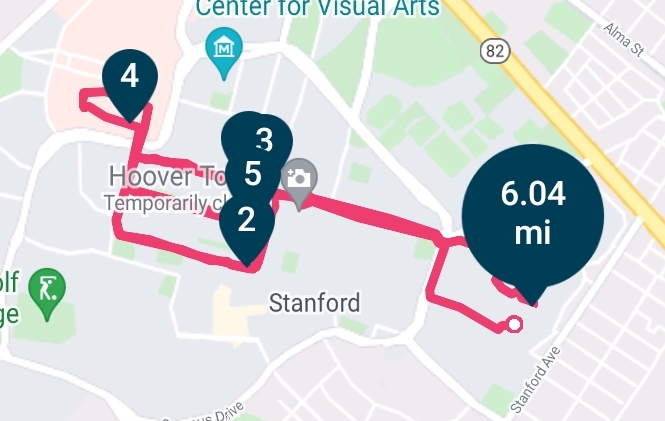 Center for Visual Arts
82
Alma St
4
3
Hoover To
5
Temporarily cl
2
6.04
mi
olf
ge
Stanford
Stanford Ave
Drive